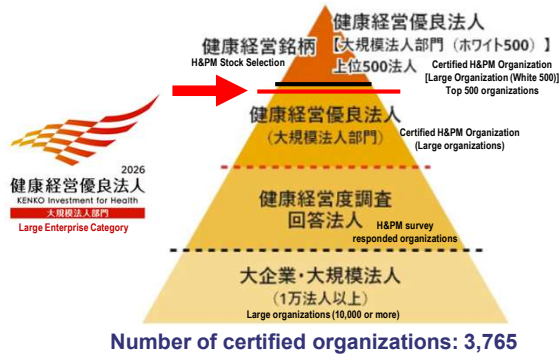 健康経営銘柄
H&PM Stock Selection
健康経営優良法人
【大規模法人部門（ホワイト500）】
上位500法人
Certified H&PM Organization
[Large Organization (White 500)]
Top 500 organizations
健康経営優良法人
（大規模法人部門）
Certified H&PM Organization
(Large organizations)
2026
健康経営優良法人
KENKO Investment for Health
大規模法人部門
Large Enterprise Category
健康経営度調査
回答法人
H&PM survey
responded organizations
大企業・大規模法人
（1万法人以上）
Large organizations (10,000 or more)
Number of certified organizations: 3,765